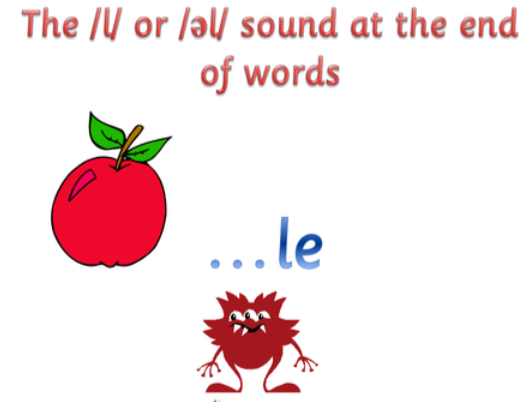 The /l/ or /əl/ sound at the end
of words
...le